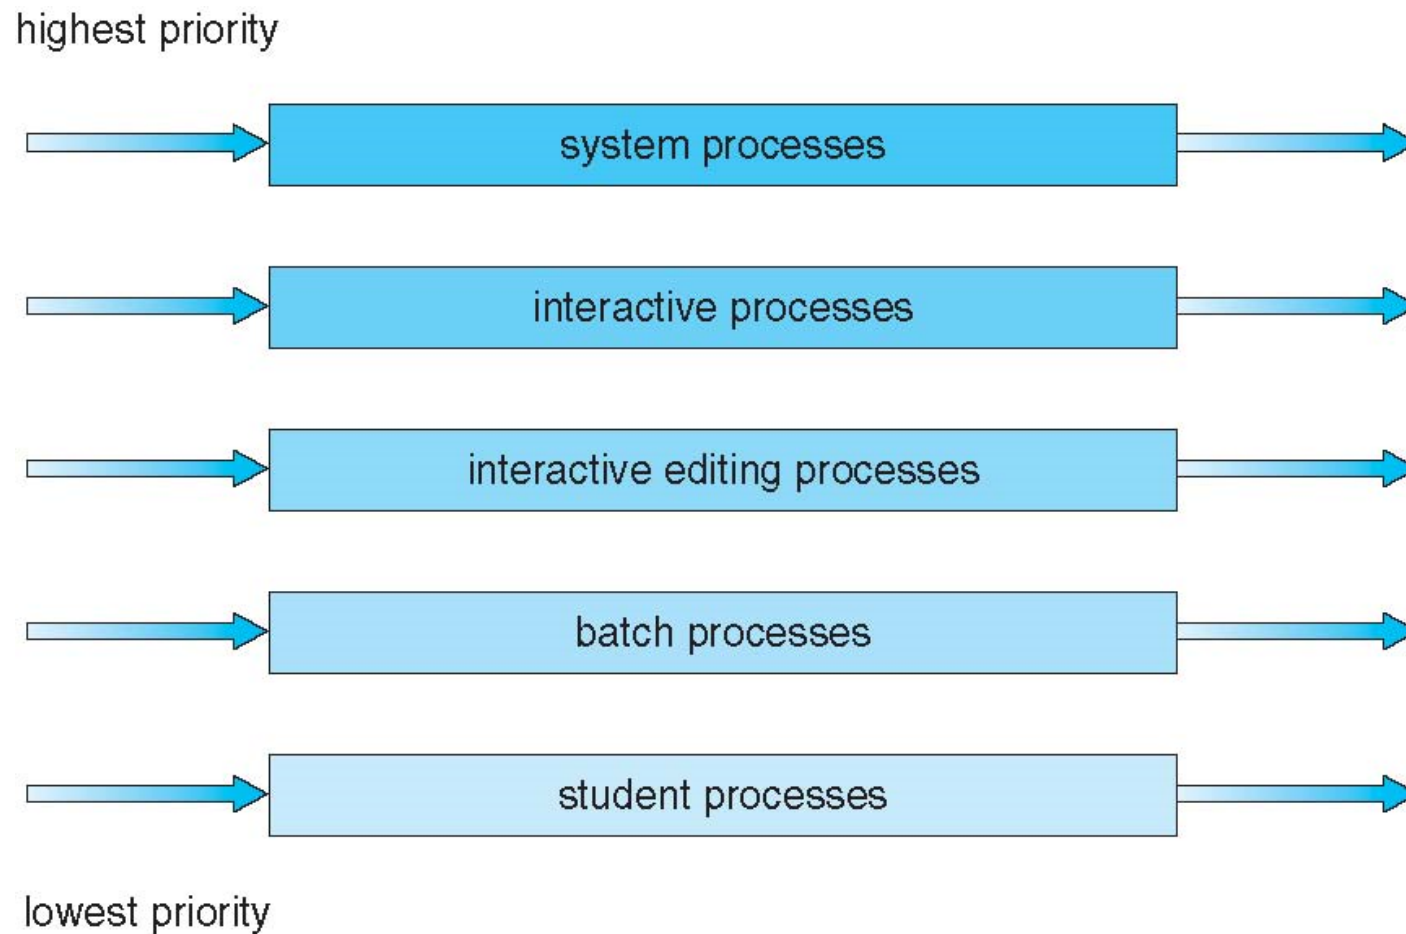 highest priority
system processes
interactive processes
interactive editing processes
batch processes
student processes
lowest priority